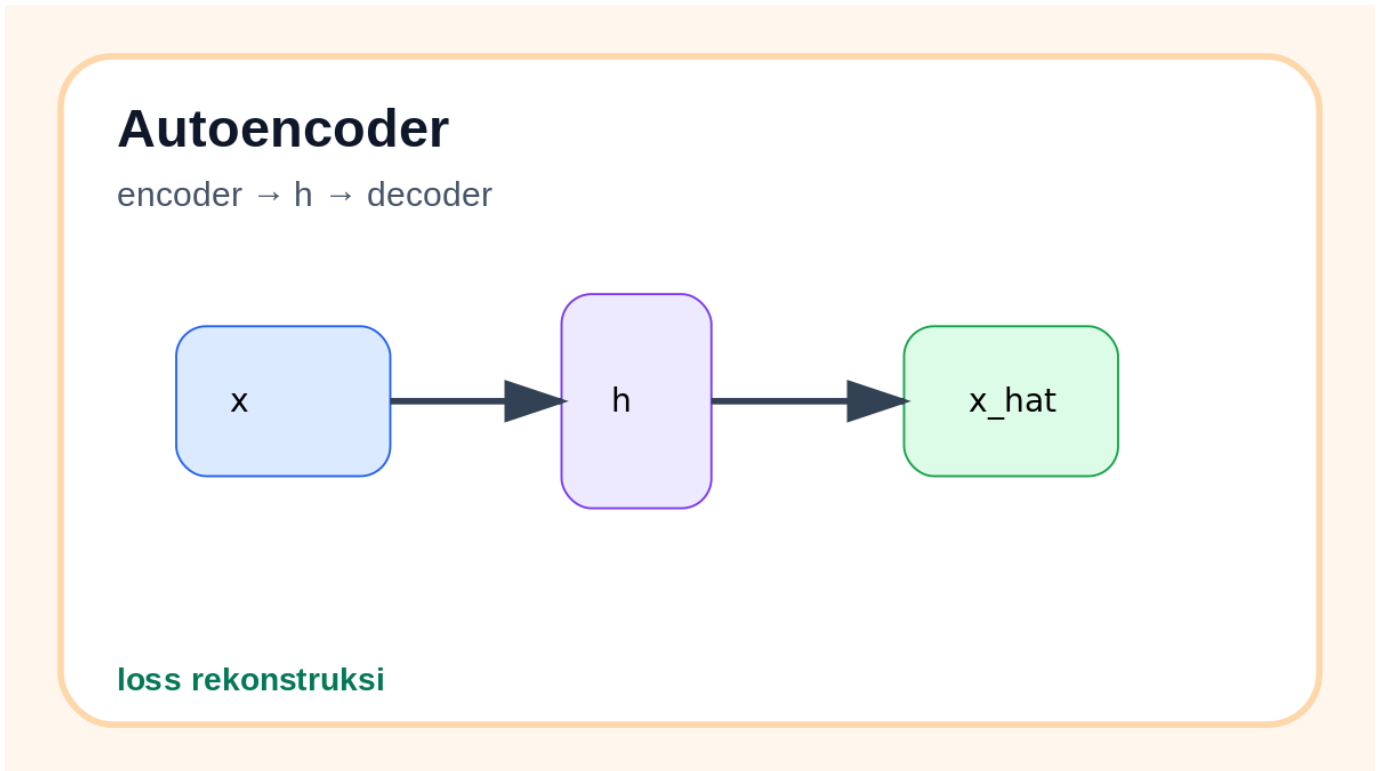 Autoencoder
encoder → h → decoder
x
h
x_hat
loss rekonstruksi